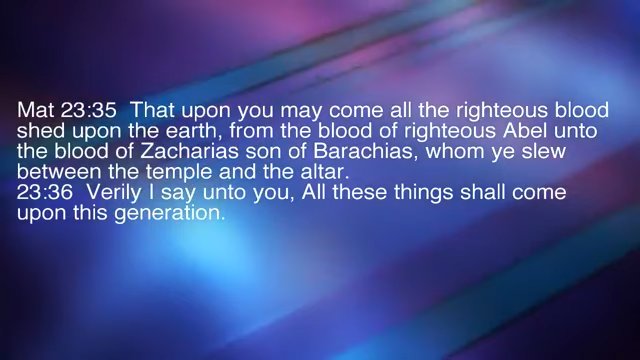 Mat 23:35  That upon you may come all the righteous blood
shed upon the earth, from the blood of righteous Abel unto
the blood of Zacharias son of Barachias, whom ye slew
between the temple and the altar.
23:36  Verily I say unto you, All these things shall come
upon this generation.